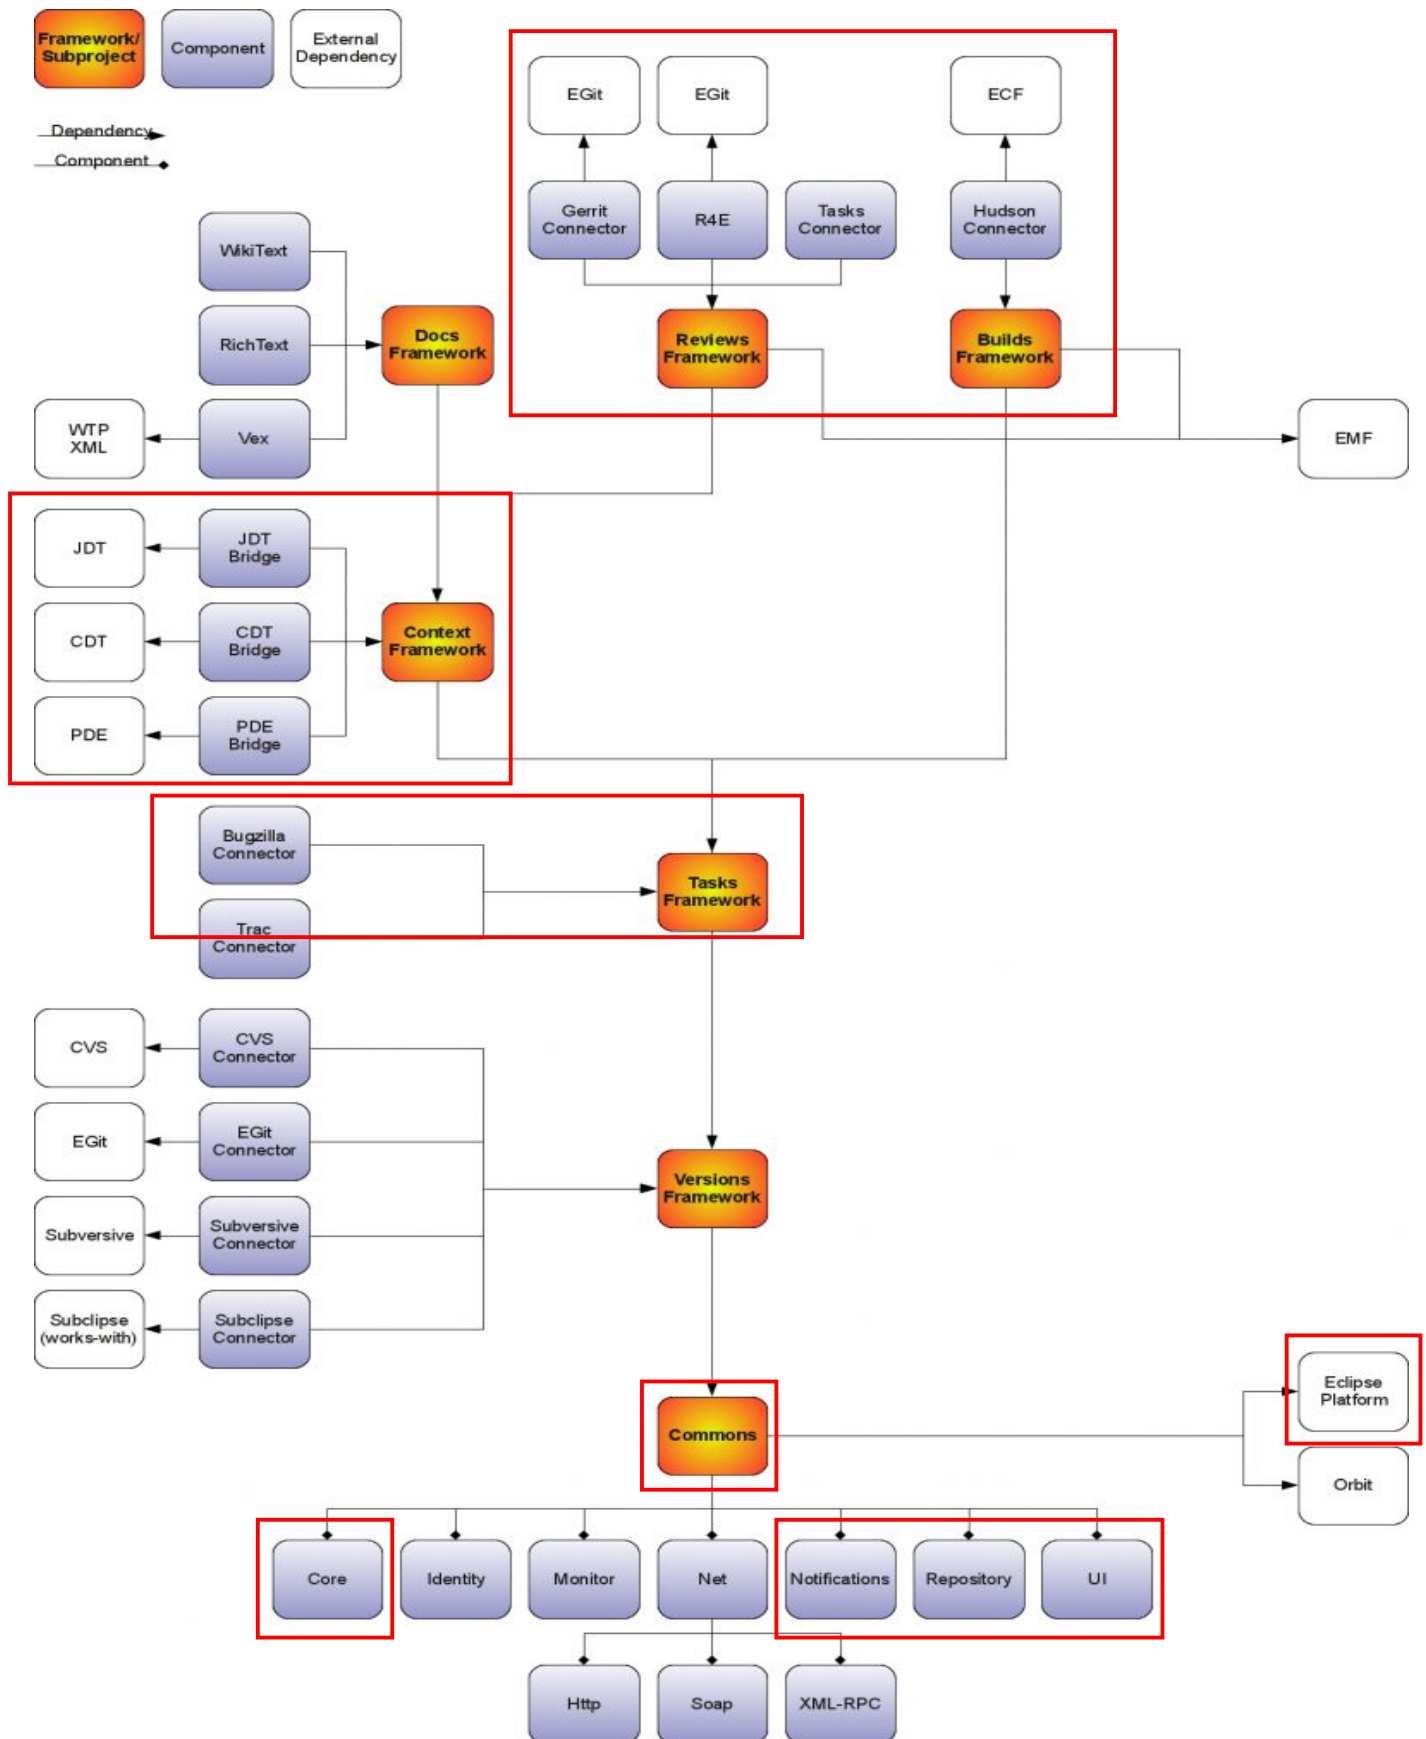 Framework/
Subproject
Component
External
Dependency
Dependency
Component
EGit
EGit
ECF
Gerrit
Connector
R4E
Tasks
Connector
Hudson
Connector
WikiText
RichText
Vex
WTP
XML
Docs
Framework
Reviews
Framework
Builds
Framework
EMF
JDT
JDT
Bridge
CDT
CDT
Bridge
PDE
PDE
Bridge
Context
Framework
Bugzilla
Connector
Trac
Connector
Tasks
Framework
CVS
CVS
Connector
EGit
EGit
Connector
Subversive
Subversive
Connector
Subclipse
(works-with)
Subclipse
Connector
Versions
Framework
Commons
Eclipse
Platform
Orbit
Core
Identity
Monitor
Net
Notifications
Repository
UI
Http
Soap
XML-RPC